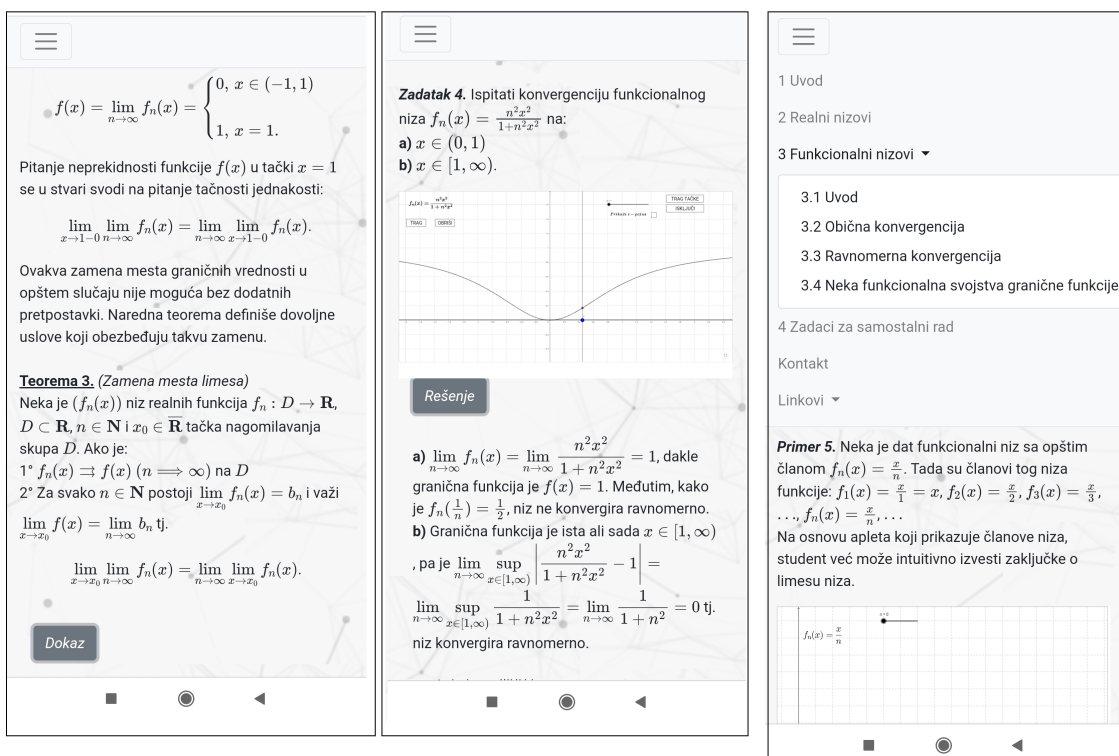 f(x) = lim_{n→∞} f_n(x) = { 0, x ∈ (−1, 1)
1, x = 1.
Pitanje neprekidnosti funkcije f(x) u tački x = 1
se u stvari svodi na pitanje tačnosti jednakosti:
lim_{x→1−0} lim_{n→∞} f_n(x) = lim_{n→∞} lim_{x→1−0} f_n(x).
Ovakva zamena mesta graničnih vrednosti u
opštem slučaju nije moguća bez dodatnih
pretpostavki. Naredna teorema definiše dovoljne
uslove koji obezbeđuju takvu zamenu.
Teorema 3. (Zamena mesta limesa)
Neka je (f_n(x)) niz realnih funkcija f_n : D → R,
D ⊂ R, n ∈ N i x_0 ∈ R̅ tačka nagomilavanja
skupa D. Ako je:
1° f_n(x) ⇉ f(x) (n ⟹ ∞) na D
2° Za svako n ∈ N postoji lim_{x→x_0} f_n(x) = b_n i važi
lim_{x→x_0} f(x) = lim_{n→∞} b_n tj.
lim_{x→x_0} lim_{n→∞} f_n(x) = lim_{n→∞} lim_{x→x_0} f_n(x).
Dokaz
Zadatak 4. Ispitati konvergenciju funkcionalnog
niza f_n(x) = n²x²/(1+n²x²) na:
a) x ∈ (0, 1)
b) x ∈ [1, ∞).
f_n(x) = n²x²/(1 + n²x²)
TRAG TAČKE
ISKLJUČI
TRAG OBRIŠI
Rešenje
a) lim_{n→∞} f_n(x) = lim_{n→∞} n²x²/(1 + n²x²) = 1, dakle
granična funkcija je f(x) = 1. Međutim, kako
je f_n(1/n) = 1/2, niz ne konvergira ravnomerno.
b) Granična funkcija je ista ali sada x ∈ [1, ∞)
, pa je lim_{n→∞} sup_{x∈[1,∞)} | n²x²/(1 + n²x²) − 1 | =
lim_{n→∞} sup_{x∈[1,∞)} 1/(1 + n²x²) = lim_{n→∞} 1/(1 + n²) = 0 tj.
niz konvergira ravnomerno.
1 Uvod
2 Realni nizovi
3 Funkcionalni nizovi
3.1 Uvod
3.2 Obična konvergencija
3.3 Ravnomerna konvergencija
3.4 Neka funkcionalna svojstva granične funkcije
4 Zadaci za samostalni rad
Kontakt
Linkovi
Primer 5. Neka je dat funkcionalni niz sa opštim
članom f_n(x) = x/n. Tada su članovi tog niza
funkcije: f_1(x) = x/1 = x, f_2(x) = x/2, f_3(x) = x/3,
..., f_n(x) = x/n, ...
Na osnovu apleta koji prikazuje članove niza,
student već može intuitivno izvesti zaključke o
limesu niza.
f_n(x) = x/n